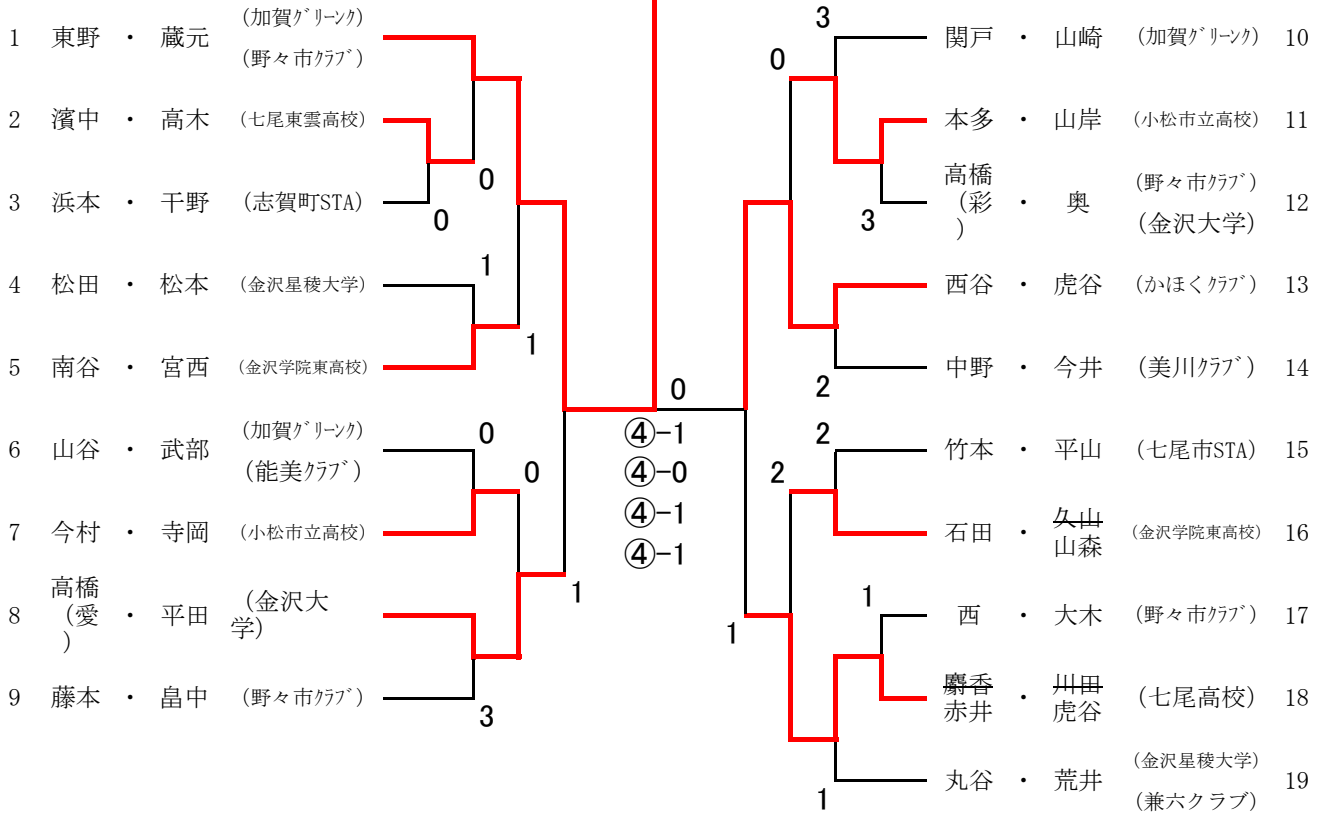 1 東野 ・ 蔵元 (加賀ｸﾞﾘｰﾝｸ)
(野々市ｸﾗﾌﾞ)
2 濱中 ・ 高木 (七尾東雲高校)
0
3 浜本 ・ 干野 (志賀町STA)
0
1
4 松田 ・ 松本 (金沢星稜大学)
1
5 南谷 ・ 宮西 (金沢学院東高校)
6 山谷 ・ 武部 (加賀ｸﾞﾘｰﾝｸ)
(能美ｸﾗﾌﾞ)
0
0
7 今村 ・ 寺岡 (小松市立高校)
1
8 高橋
(愛
) ・ 平田 (金沢大
学)
9 藤本 ・ 畠中 (野々市ｸﾗﾌﾞ)
3
0
④-1
④-0
④-1
④-1
3
関戸 ・ 山崎 (加賀ｸﾞﾘｰﾝｸ) 10
0
本多 ・ 山岸 (小松市立高校) 11
高橋
(彩
) ・ 奥 (野々市ｸﾗﾌﾞ)
(金沢大学) 12
3
西谷 ・ 虎谷 (かほくｸﾗﾌﾞ) 13
中野 ・ 今井 (美川ｸﾗﾌﾞ) 14
2
2
竹本 ・ 平山 (七尾市STA) 15
2
石田 ・ 久山
山森 (金沢学院東高校) 16
1
西 ・ 大木 (野々市ｸﾗﾌﾞ) 17
1
麝香 ・ 川田
赤井 虎谷 (七尾高校) 18
丸谷 ・ 荒井 (金沢星稜大学)
(兼六クラブ) 19
1